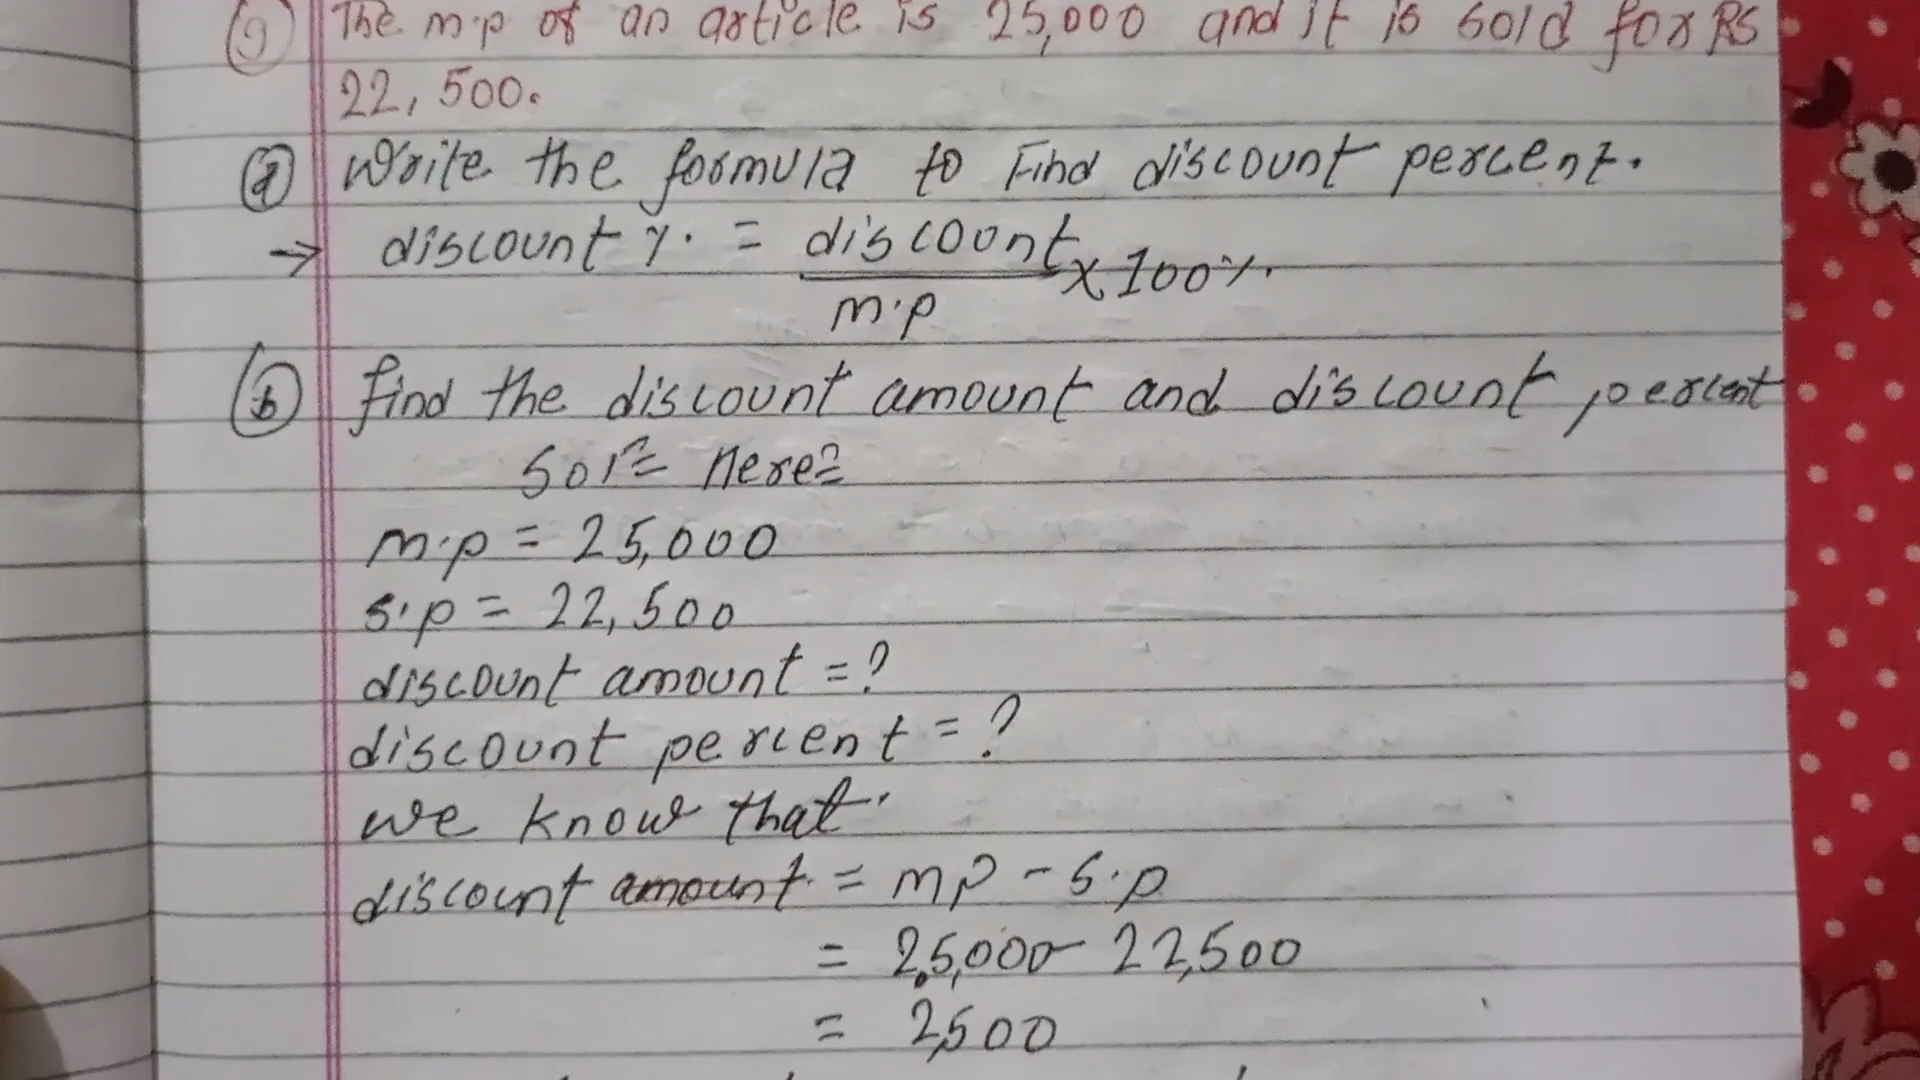 (9) The m.p of an article is 25,000 and it is sold for RS
22,500.
(a) Write the formula to Find discount percent.
→ discount %. = discount/m.p × 100%.
(b) find the discount amount and discount percent
Solⁿ= Here=
m.p = 25,000
s.p = 22,500
discount amount = ?
discount percent = ?
we know that.
discount amount. = mp - s.p
= 25,000 - 22,500
= 2,500